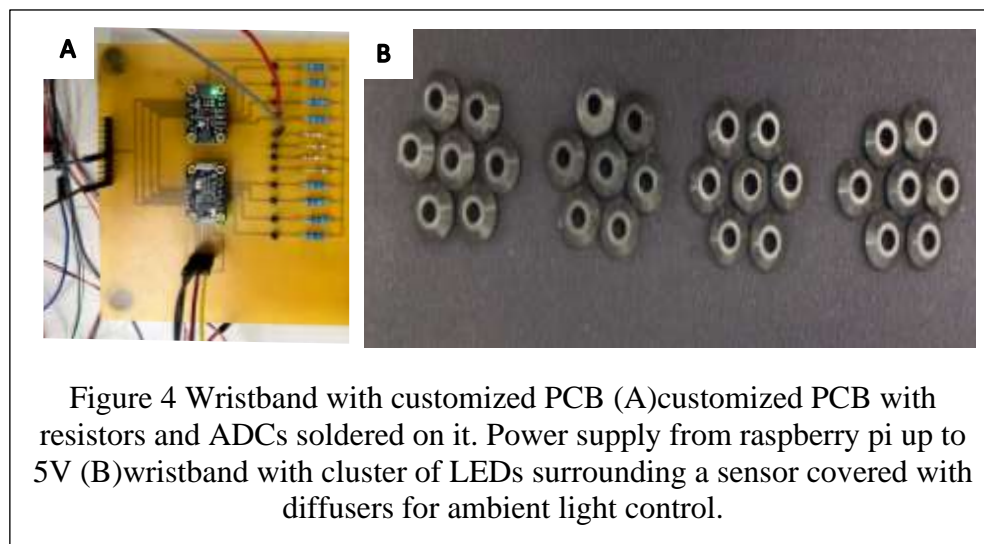 A
B
Figure 4 Wristband with customized PCB (A)customized PCB with
resistors and ADCs soldered on it. Power supply from raspberry pi up to
5V (B)wristband with cluster of LEDs surrounding a sensor covered with
diffusers for ambient light control.